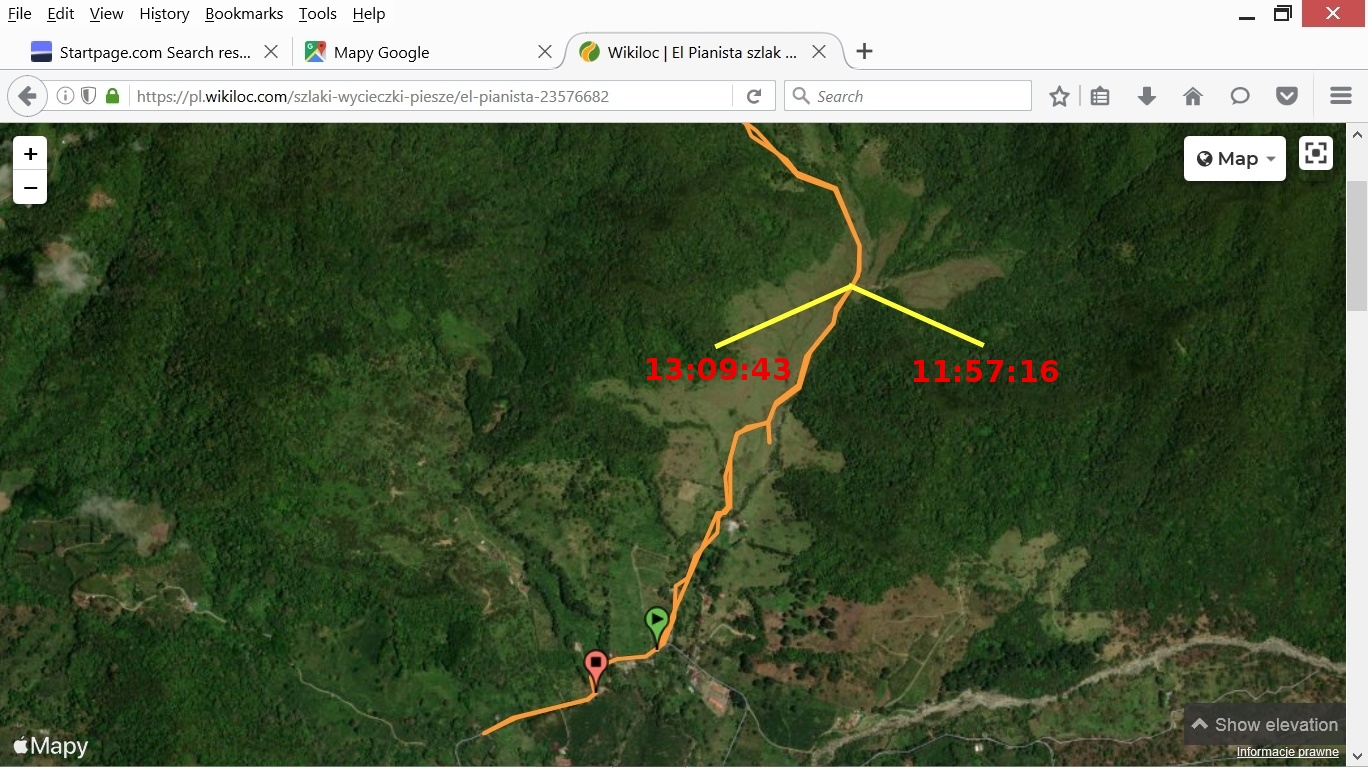 File Edit View History Bookmarks Tools Help
Startpage.com Search res... Mapy Google Wikiloc | El Pianista szlak ...
https://pl.wikiloc.com/szlaki-wycieczki-piesze/el-pianista-23576682 Search
+
−
Map
13:09:43 11:57:16
Show elevation
Mapy
Informacje prawne